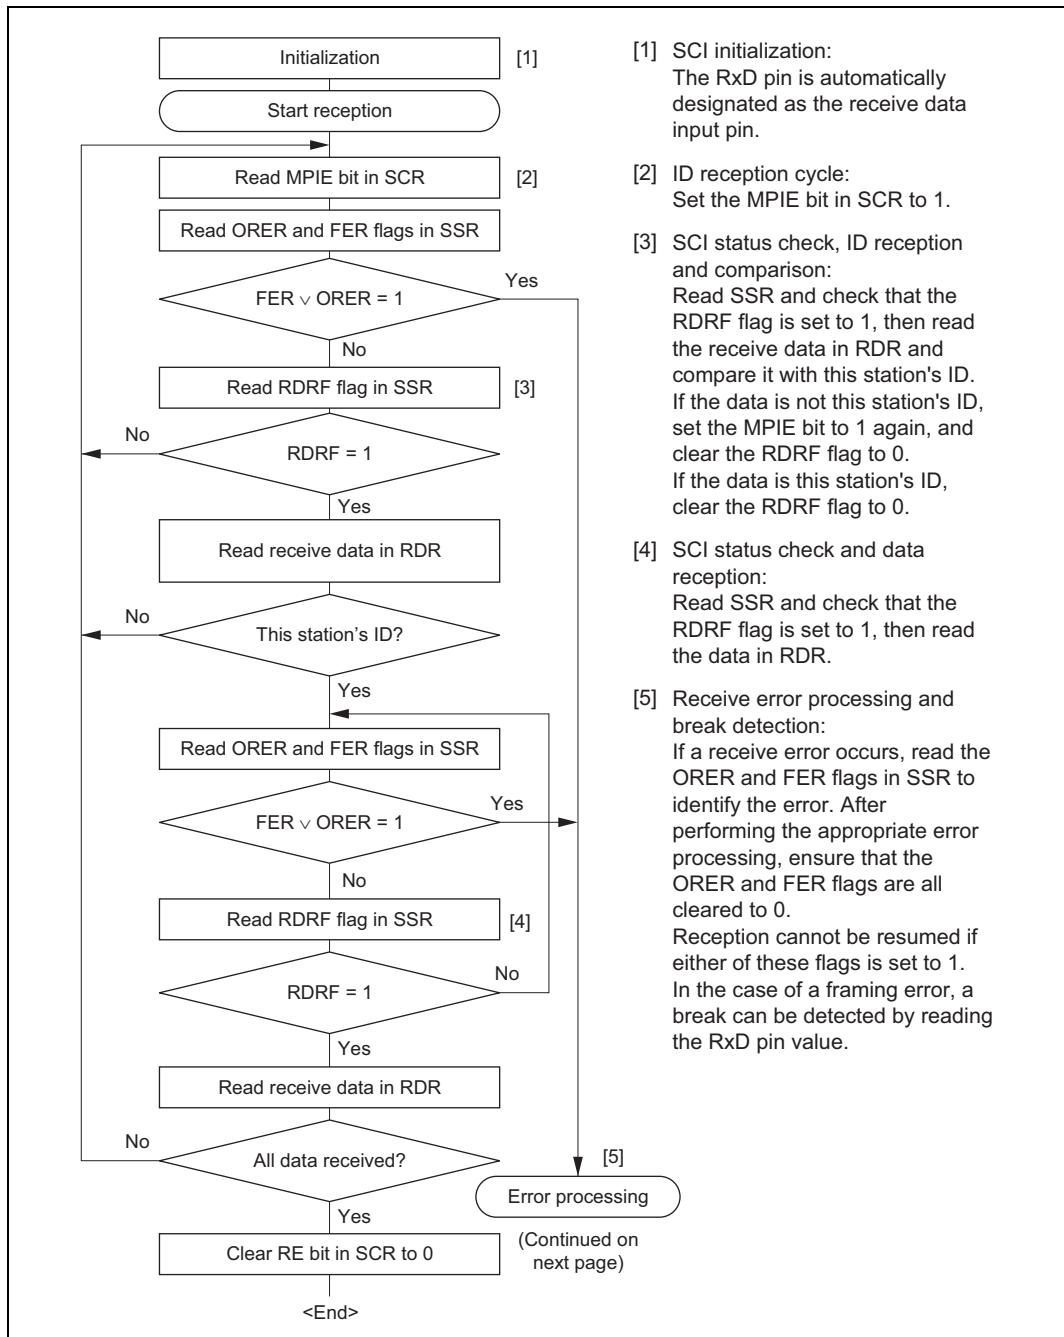 Initialization
[1]
Start reception
Read MPIE bit in SCR
[2]
Read ORER and FER flags in SSR
Yes
FER ∨ ORER = 1
No
Read RDRF flag in SSR
[3]
No
RDRF = 1
Yes
Read receive data in RDR
No
This station's ID?
Yes
Read ORER and FER flags in SSR
Yes
FER ∨ ORER = 1
No
Read RDRF flag in SSR
[4]
No
RDRF = 1
Yes
Read receive data in RDR
No
All data received?
[5]
Error processing
Yes
(Continued on
next page)
Clear RE bit in SCR to 0
<End>
[1] SCI initialization:
The RxD pin is automatically
designated as the receive data
input pin.
[2] ID reception cycle:
Set the MPIE bit in SCR to 1.
[3] SCI status check, ID reception
and comparison:
Read SSR and check that the
RDRF flag is set to 1, then read
the receive data in RDR and
compare it with this station's ID.
If the data is not this station's ID,
set the MPIE bit to 1 again, and
clear the RDRF flag to 0.
If the data is this station's ID,
clear the RDRF flag to 0.
[4] SCI status check and data
reception:
Read SSR and check that the
RDRF flag is set to 1, then read
the data in RDR.
[5] Receive error processing and
break detection:
If a receive error occurs, read the
ORER and FER flags in SSR to
identify the error. After
performing the appropriate error
processing, ensure that the
ORER and FER flags are all
cleared to 0.
Reception cannot be resumed if
either of these flags is set to 1.
In the case of a framing error, a
break can be detected by reading
the RxD pin value.